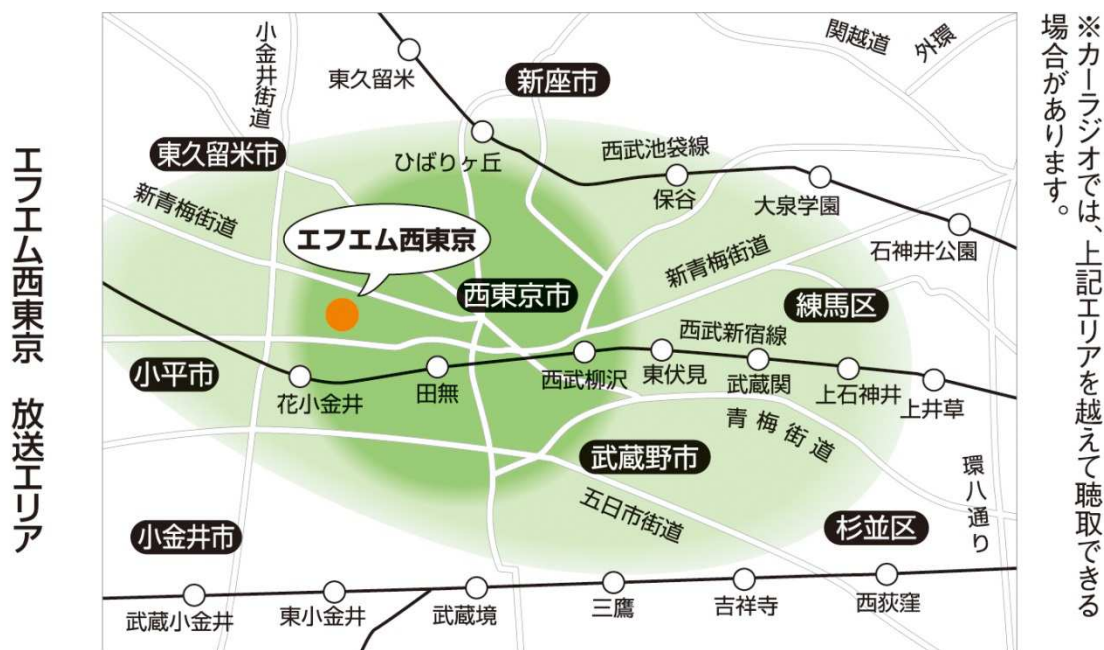 エフエム西東京 放送エリア
※カーラジオでは、上記エリアを越えて聴取できる
場合があります。
小金井街道
東久留米
新座市
関越道
外環
東久留米市
ひばりヶ丘
西武池袋線
保谷
大泉学園
石神井公園
新青梅街道
エフエム西東京
新青梅街道
西東京市
練馬区
西武新宿線
小平市
花小金井
田無
西武柳沢
東伏見
武蔵関
上石神井
上井草
青梅街道
武蔵野市
五日市街道
環八通り
小金井市
杉並区
武蔵小金井
東小金井
武蔵境
三鷹
吉祥寺
西荻窪